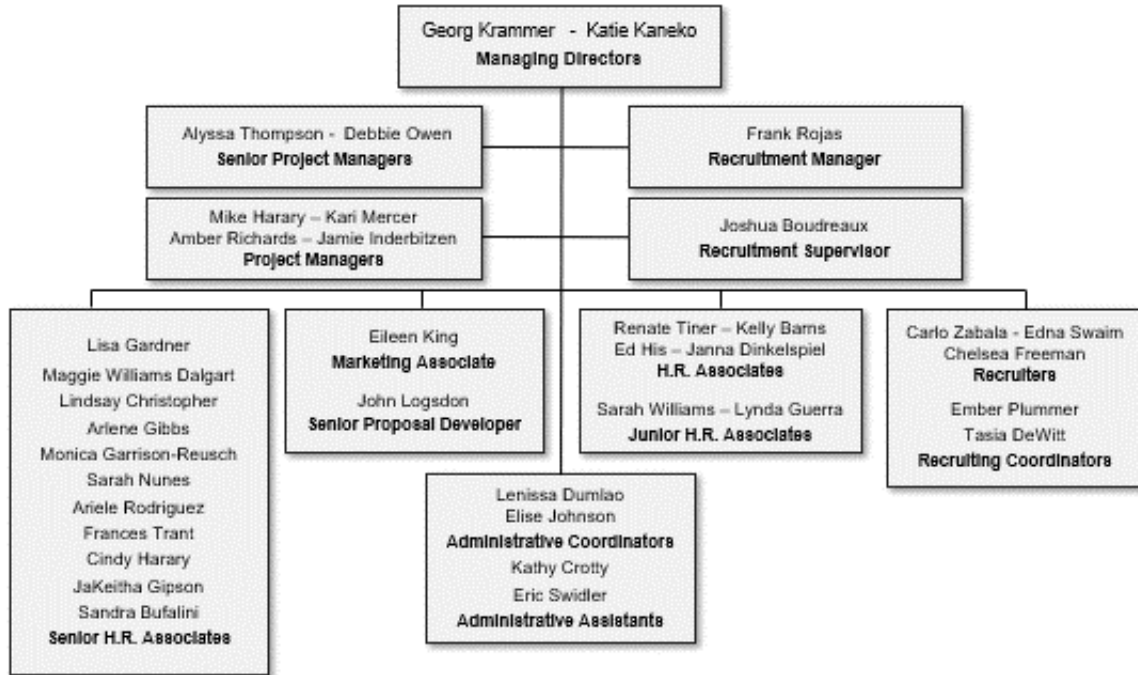 Georg Krammer - Katie Kaneko
Managing Directors
Alyssa Thompson - Debbie Owen
Senior Project Managers
Frank Rojas
Recruitment Manager
Mike Harary – Kari Mercer
Amber Richards – Jamie Inderbitzen
Project Managers
Joshua Boudreaux
Recruitment Supervisor
Lisa Gardner
Maggie Williams Dalgart
Lindsay Christopher
Arlene Gibbs
Monica Garrison-Reusch
Sarah Nunes
Ariele Rodriguez
Frances Trant
Cindy Harary
JaKeitha Gipson
Sandra Bufalini
Senior H.R. Associates
Eileen King
Marketing Associate
John Logsdon
Senior Proposal Developer
Renate Tiner – Kelly Barns
Ed His – Janna Dinkelspiel
H.R. Associates
Sarah Williams – Lynda Guerra
Junior H.R. Associates
Carlo Zabala - Edna Swaim
Chelsea Freeman
Recruiters
Ember Plummer
Tasia DeWitt
Recruiting Coordinators
Lenissa Dumlao
Elise Johnson
Administrative Coordinators
Kathy Crotty
Eric Swidler
Administrative Assistants